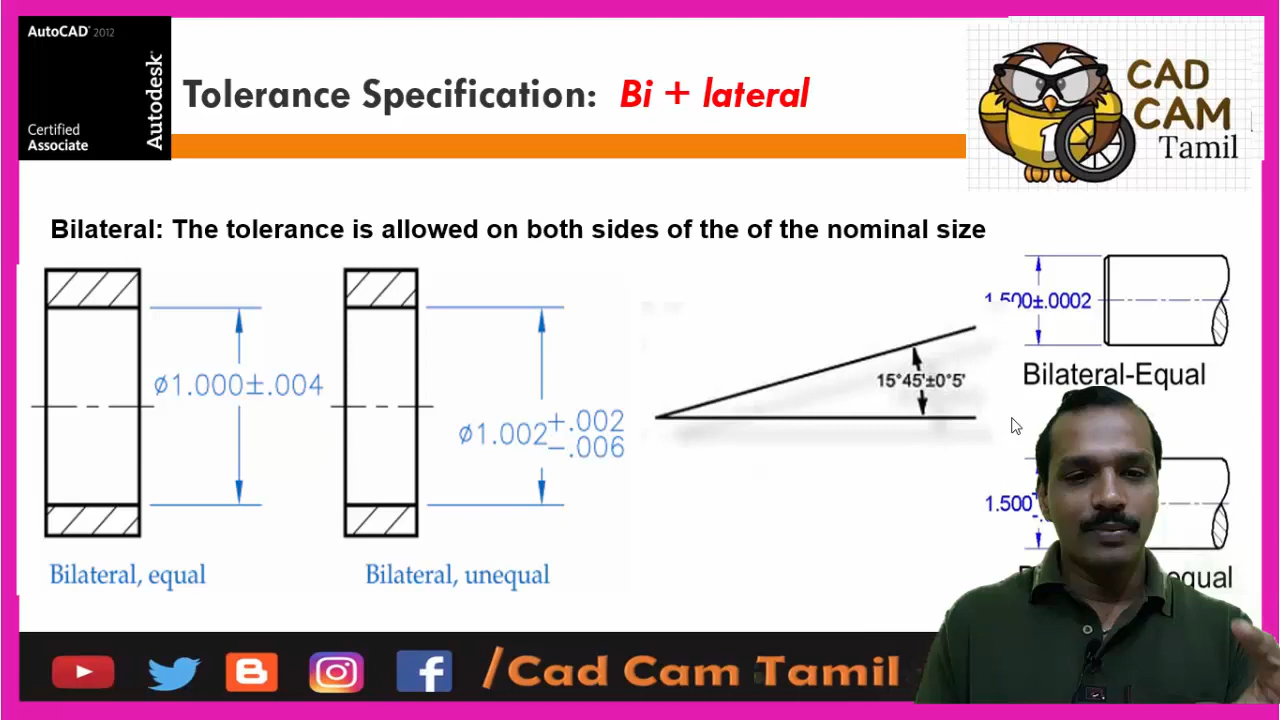 AutoCAD® 2012
Autodesk®
Certified
Associate
Tolerance Specification: Bi + lateral
CAD
CAM
Tamil
Bilateral: The tolerance is allowed on both sides of the of the nominal size
⌀1.000±.004
Bilateral, equal
⌀1.002 +.002
-.006
Bilateral, unequal
15°45'±0°5'
1.500±.0002
Bilateral-Equal
1.500
/Cad Cam Tamil